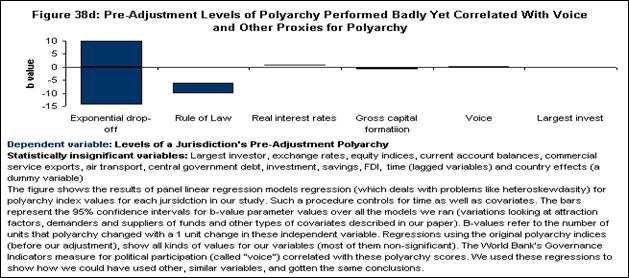 Figure 38d: Pre-Adjustment Levels of Polyarchy Performed Badly Yet Correlated With Voice
and Other Proxies for Polyarchy
b value
10
5
0
-5
-10
-15
Exponential drop-
off
Rule of Law
Real interest rates
Gross capital
formatiion
Voice
Largest invest
Dependent variable: Levels of a Jurisdiction's Pre-Adjustment Polyarchy
Statistically insignificant variables: Largest investor, exchange rates, equity indices, current account balances, commercial
service exports, air transport, central government debt, investment, savings, FDI, time (lagged variables) and country effects (a
dummy variable)
The figure shows the results of panel linear regression models regression (which deals with problems like heteroskewdasity) for
polyarchy index values for each jursidction in our study. Such a procedure controls for time as well as covariates. The bars
represent the 95% confidence intervals for b-value parameter values over all the models we ran (variations looking at attraction
factors, demanders and suppliers of funds and other types of covariates described in our paper). B-values refer to the number of
units that polyarchy changed with a 1 unit change in these independent variable. Regressions using the original polyarchy indices
(before our adjustment), show all kinds of values for our variables (most of them non-significant). The World Bank's Governance
Indicators measure for political participation (called "voice") correlated with these polyarchy scores. We used these regressions to
show how we could have used other, similar variables, and gotten the same conclusions.